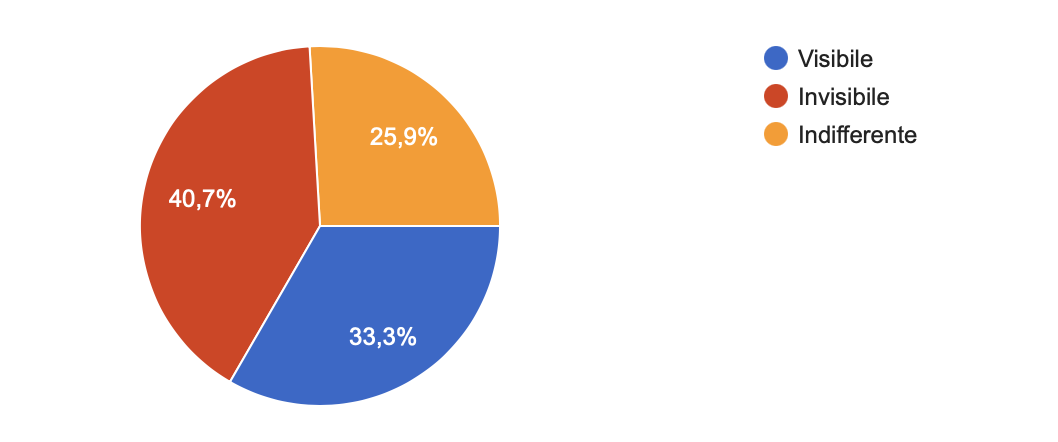 Visibile
Invisibile
Indifferente
25,9%
40,7%
33,3%